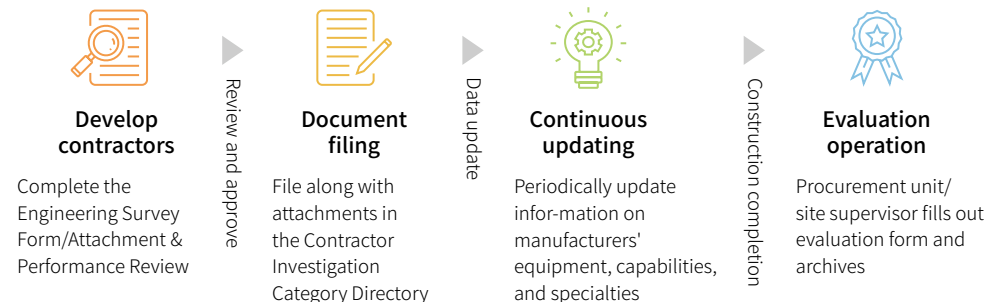 Develop
contractors
Complete the
Engineering Survey
Form/Attachment &
Performance Review
Review and approve
Document
filing
File along with
attachments in
the Contractor
Investigation
Category Directory
Data update
Continuous
updating
Periodically update
infor-mation on
manufacturers'
equipment, capabilities,
and specialties
Construction completion
Evaluation
operation
Procurement unit/
site supervisor fills out
evaluation form and
archives